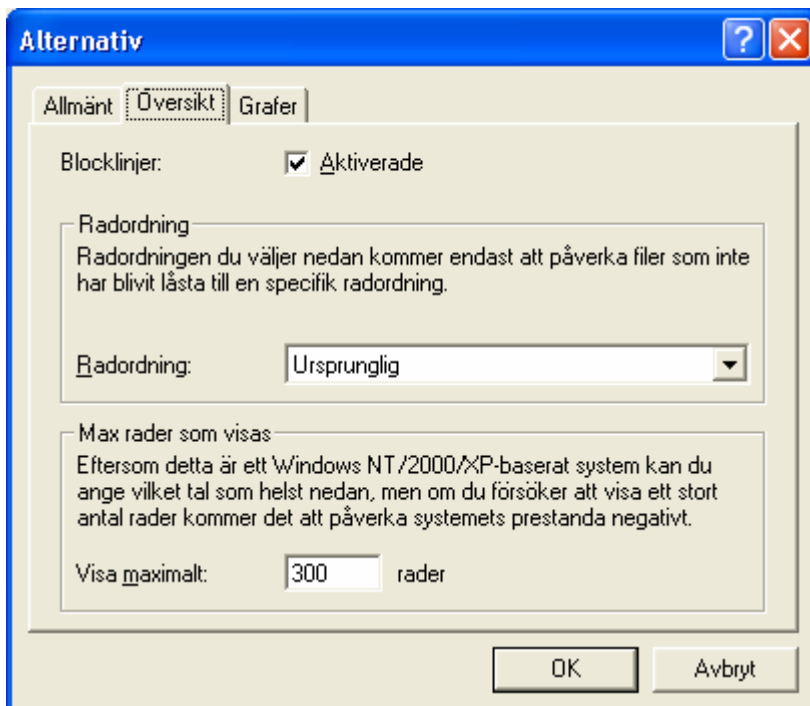 Alternativ
Allmänt Översikt Grafer
Blocklinjer: Aktiverade
Radordning
Radordningen du väljer nedan kommer endast att påverka filer som inte
har blivit låsta till en specifik radordning.
Radordning: Ursprunglig
Max rader som visas
Eftersom detta är ett Windows NT/2000/XP-baserat system kan du
ange vilket tal som helst nedan, men om du försöker att visa ett stort
antal rader kommer det att påverka systemets prestanda negativt.
Visa maximalt: 300 rader
OK Avbryt